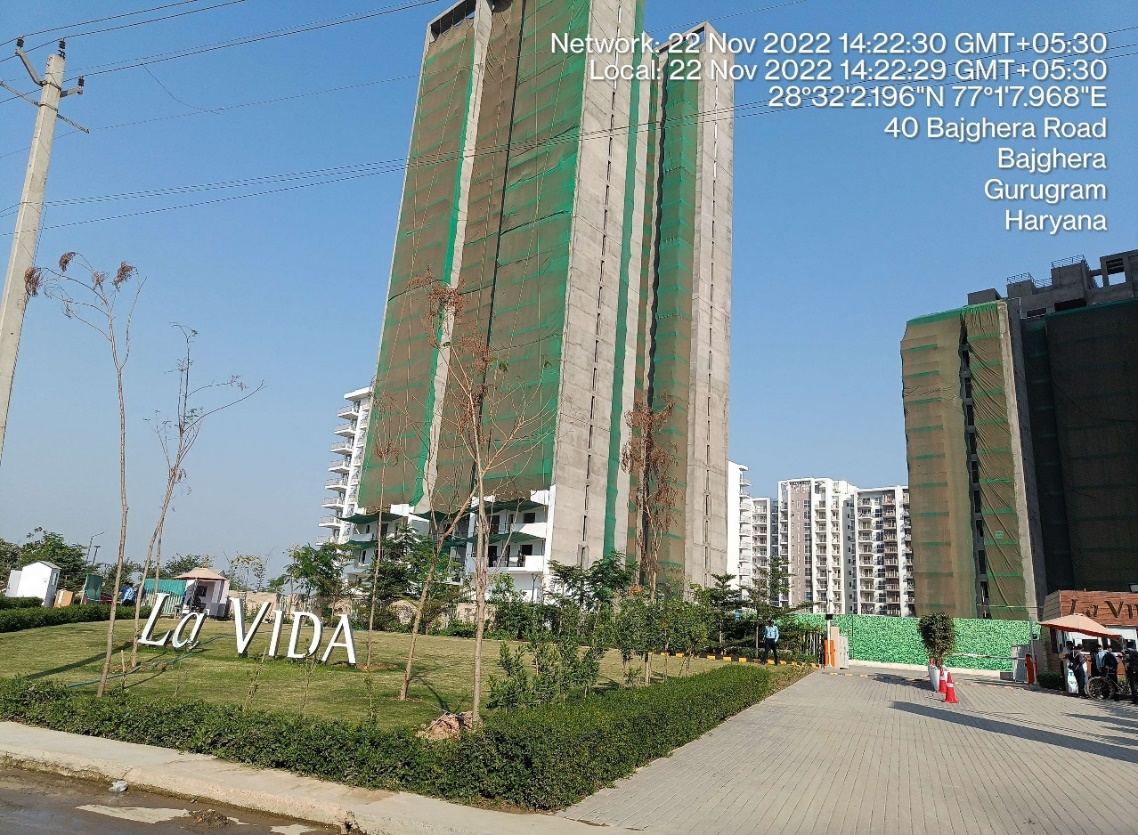 Network: 22 Nov 2022 14:22:30 GMT+05:30
Local: 22 Nov 2022 14:22:29 GMT+05:30
28°32'2.196"N 77°1'7.968"E
40 Bajghera Road
Bajghera
Gurugram
Haryana
La VIDA